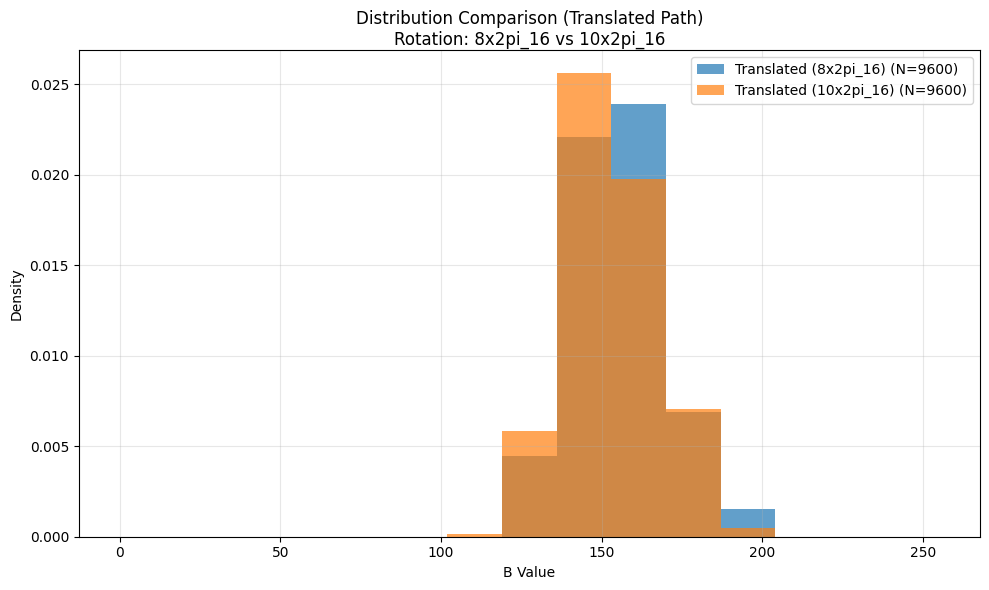 Distribution Comparison (Translated Path)
Rotation: 8x2pi_16 vs 10x2pi_16
Translated (8x2pi_16) (N=9600)
Translated (10x2pi_16) (N=9600)
Density
0.025
0.020
0.015
0.010
0.005
0.000
0 50 100 150 200 250
B Value